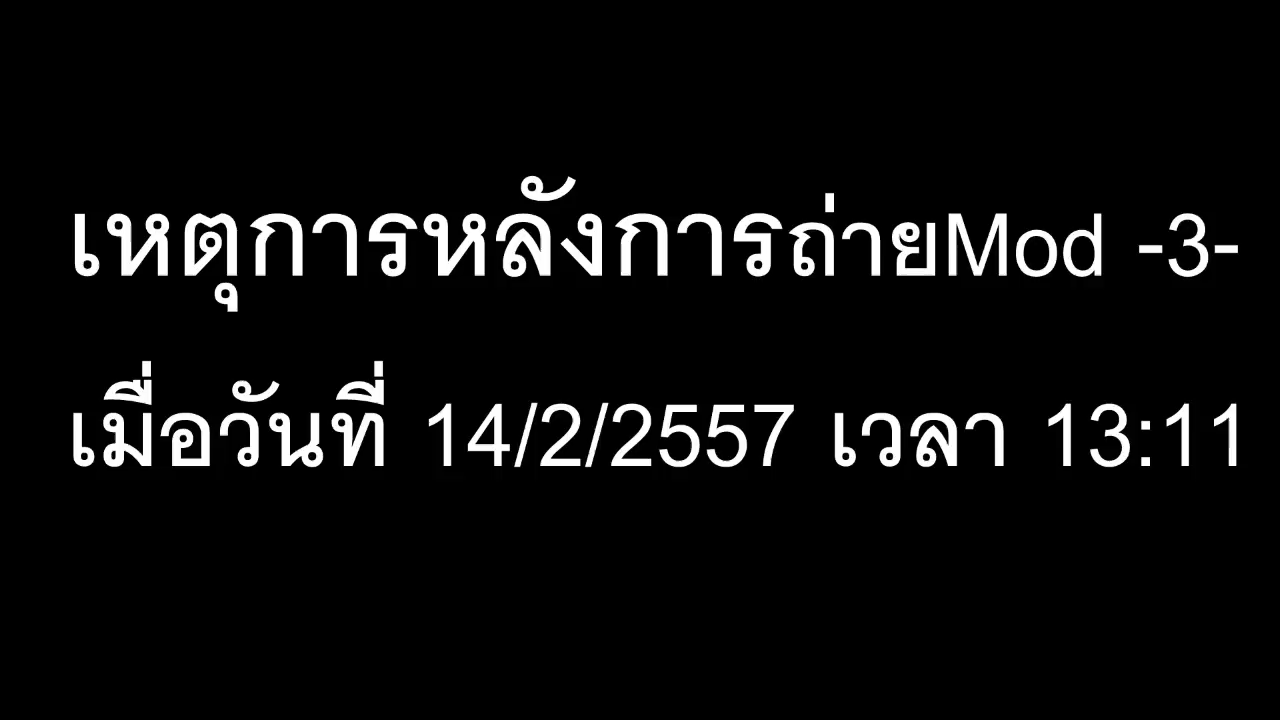 เหตุการหลังการถ่ายMod -3-
เมื่อวันที่ 14/2/2557 เวลา 13:11